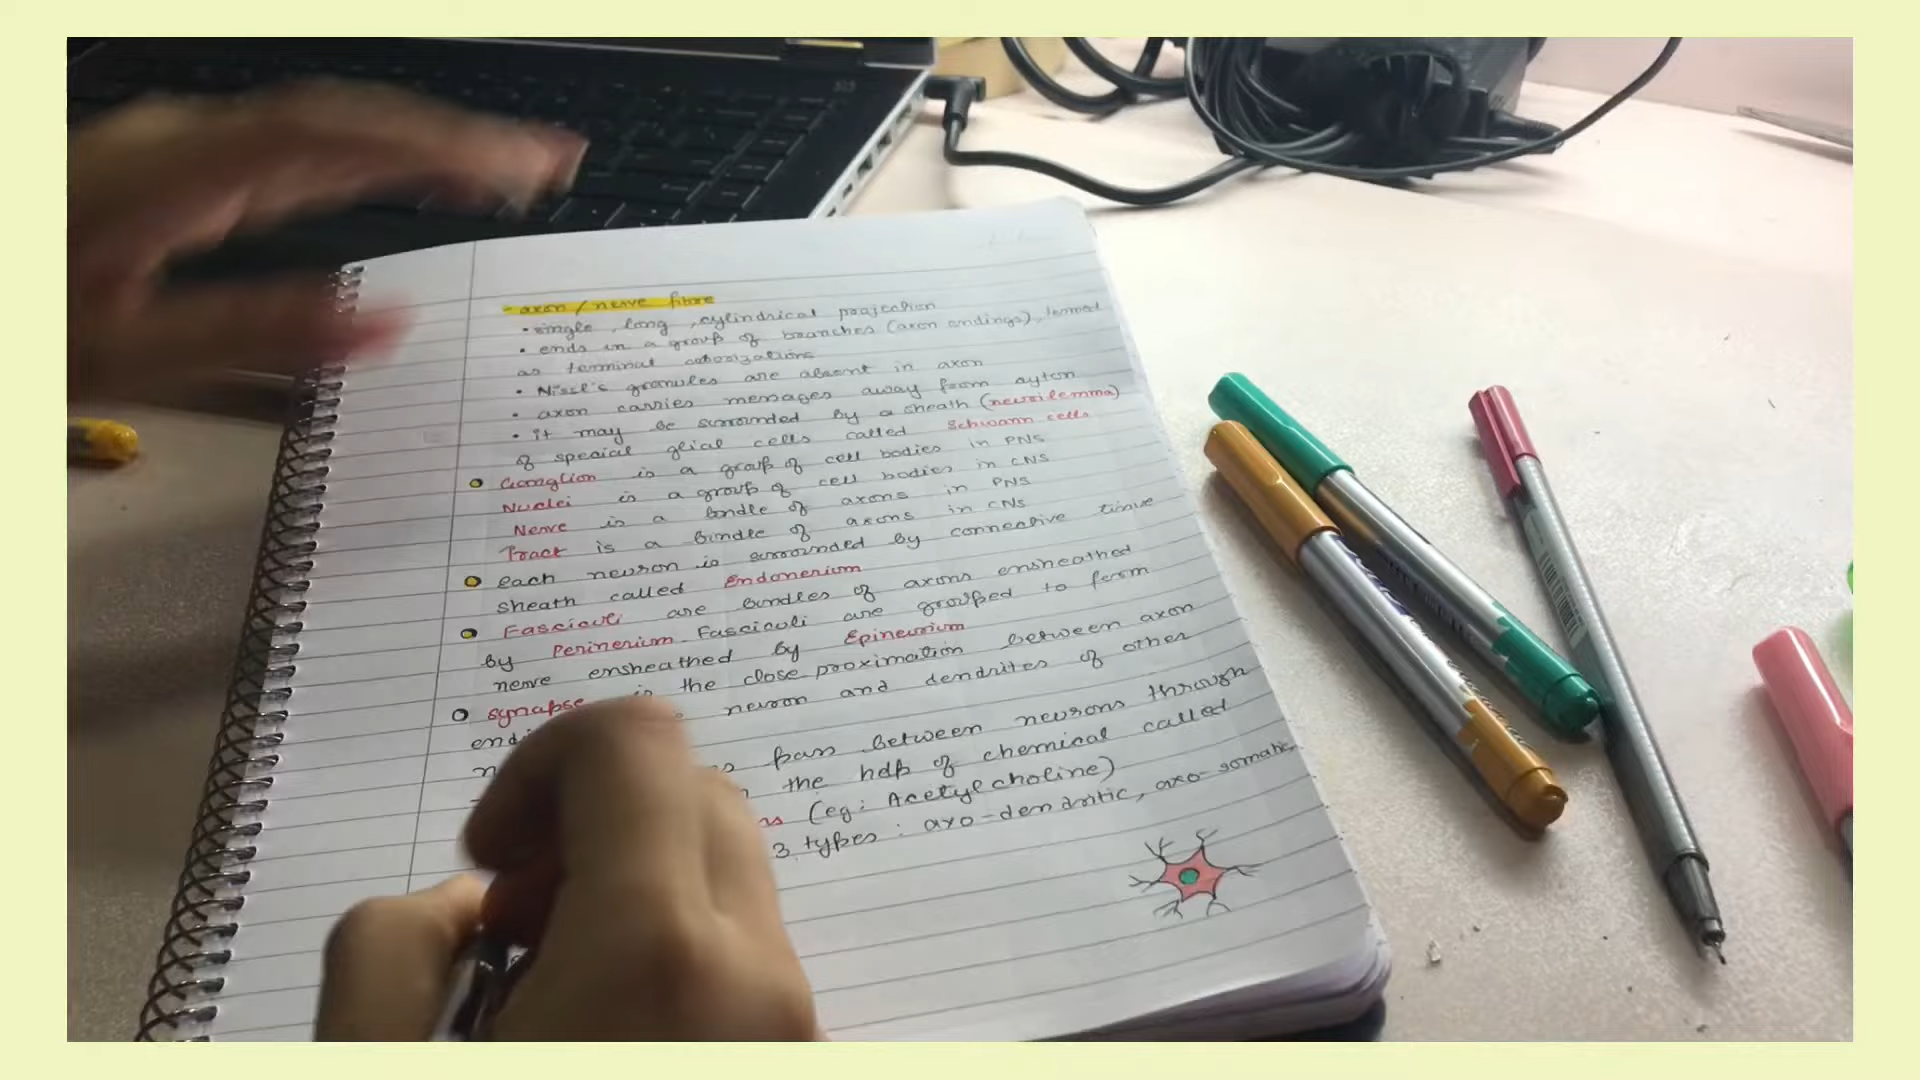 - axon / nerve fibre
• single, long, cylindrical projection
• ends in a group of branches (axon endings), termed
as terminal arborizations
• Nissl's granules are absent in axon
• axon carries messages away from cyton
• it may be surrounded by a sheath (neurilemma)
of special glial cells called Schwann cells
Ganglion is a group of cell bodies in PNS
Nuclei is a group of cell bodies in CNS
Nerve is a bundle of axons in PNS
Tract is a bundle of axons in CNS
each neuron is surrounded by connective tissue
sheath called Endonerium
Fasciculi are bundles of axons ensheathed
by Perinerium. Fasciculi are grouped to form
nerve ensheathed by Epineurium
synapse is the close proximation between axon
neuron and dendrites of other
pass between neurons through
the help of chemical called
(eg: Acetylcholine)
3 types: axo-dendritic, axo-somatic,